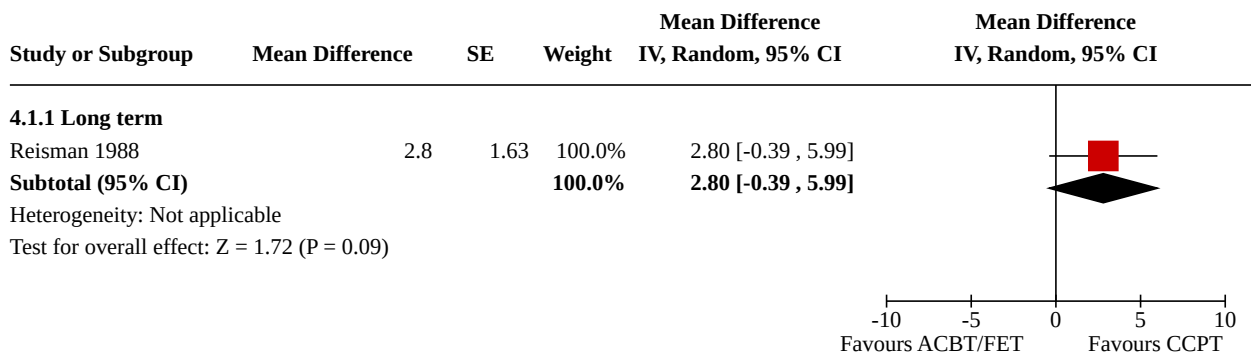 Mean Difference Mean Difference
Study or Subgroup Mean Difference SE Weight IV, Random, 95% CI IV, Random, 95% CI
4.1.1 Long term
Reisman 1988 2.8 1.63 100.0% 2.80 [-0.39 , 5.99]
Subtotal (95% CI) 100.0% 2.80 [-0.39 , 5.99]
Heterogeneity: Not applicable
Test for overall effect: Z = 1.72 (P = 0.09)
-10 -5 0 5 10
Favours ACBT/FET Favours CCPT